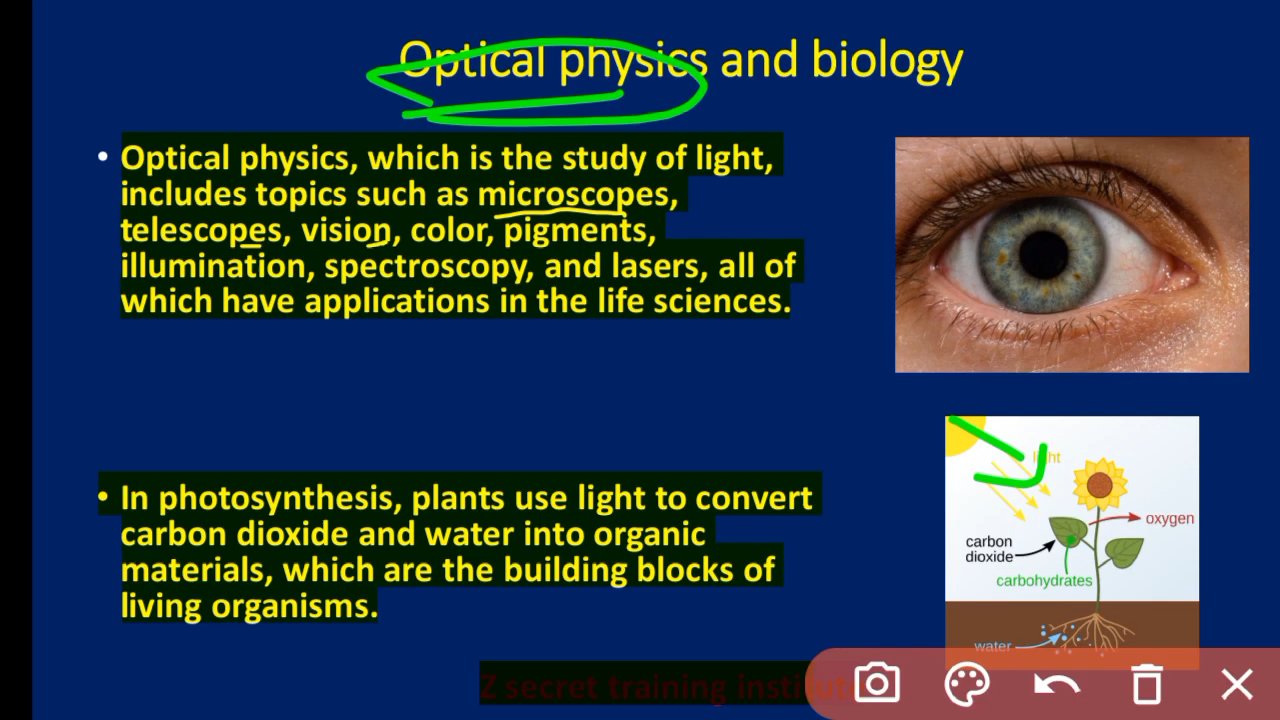 Optical physics and biology
• Optical physics, which is the study of light,
includes topics such as microscopes,
telescopes, vision, color, pigments,
illumination, spectroscopy, and lasers, all of
which have applications in the life sciences.
• In photosynthesis, plants use light to convert
carbon dioxide and water into organic
materials, which are the building blocks of
living organisms.
light
oxygen
carbon
dioxide
carbohydrates
water
Z secret training institute